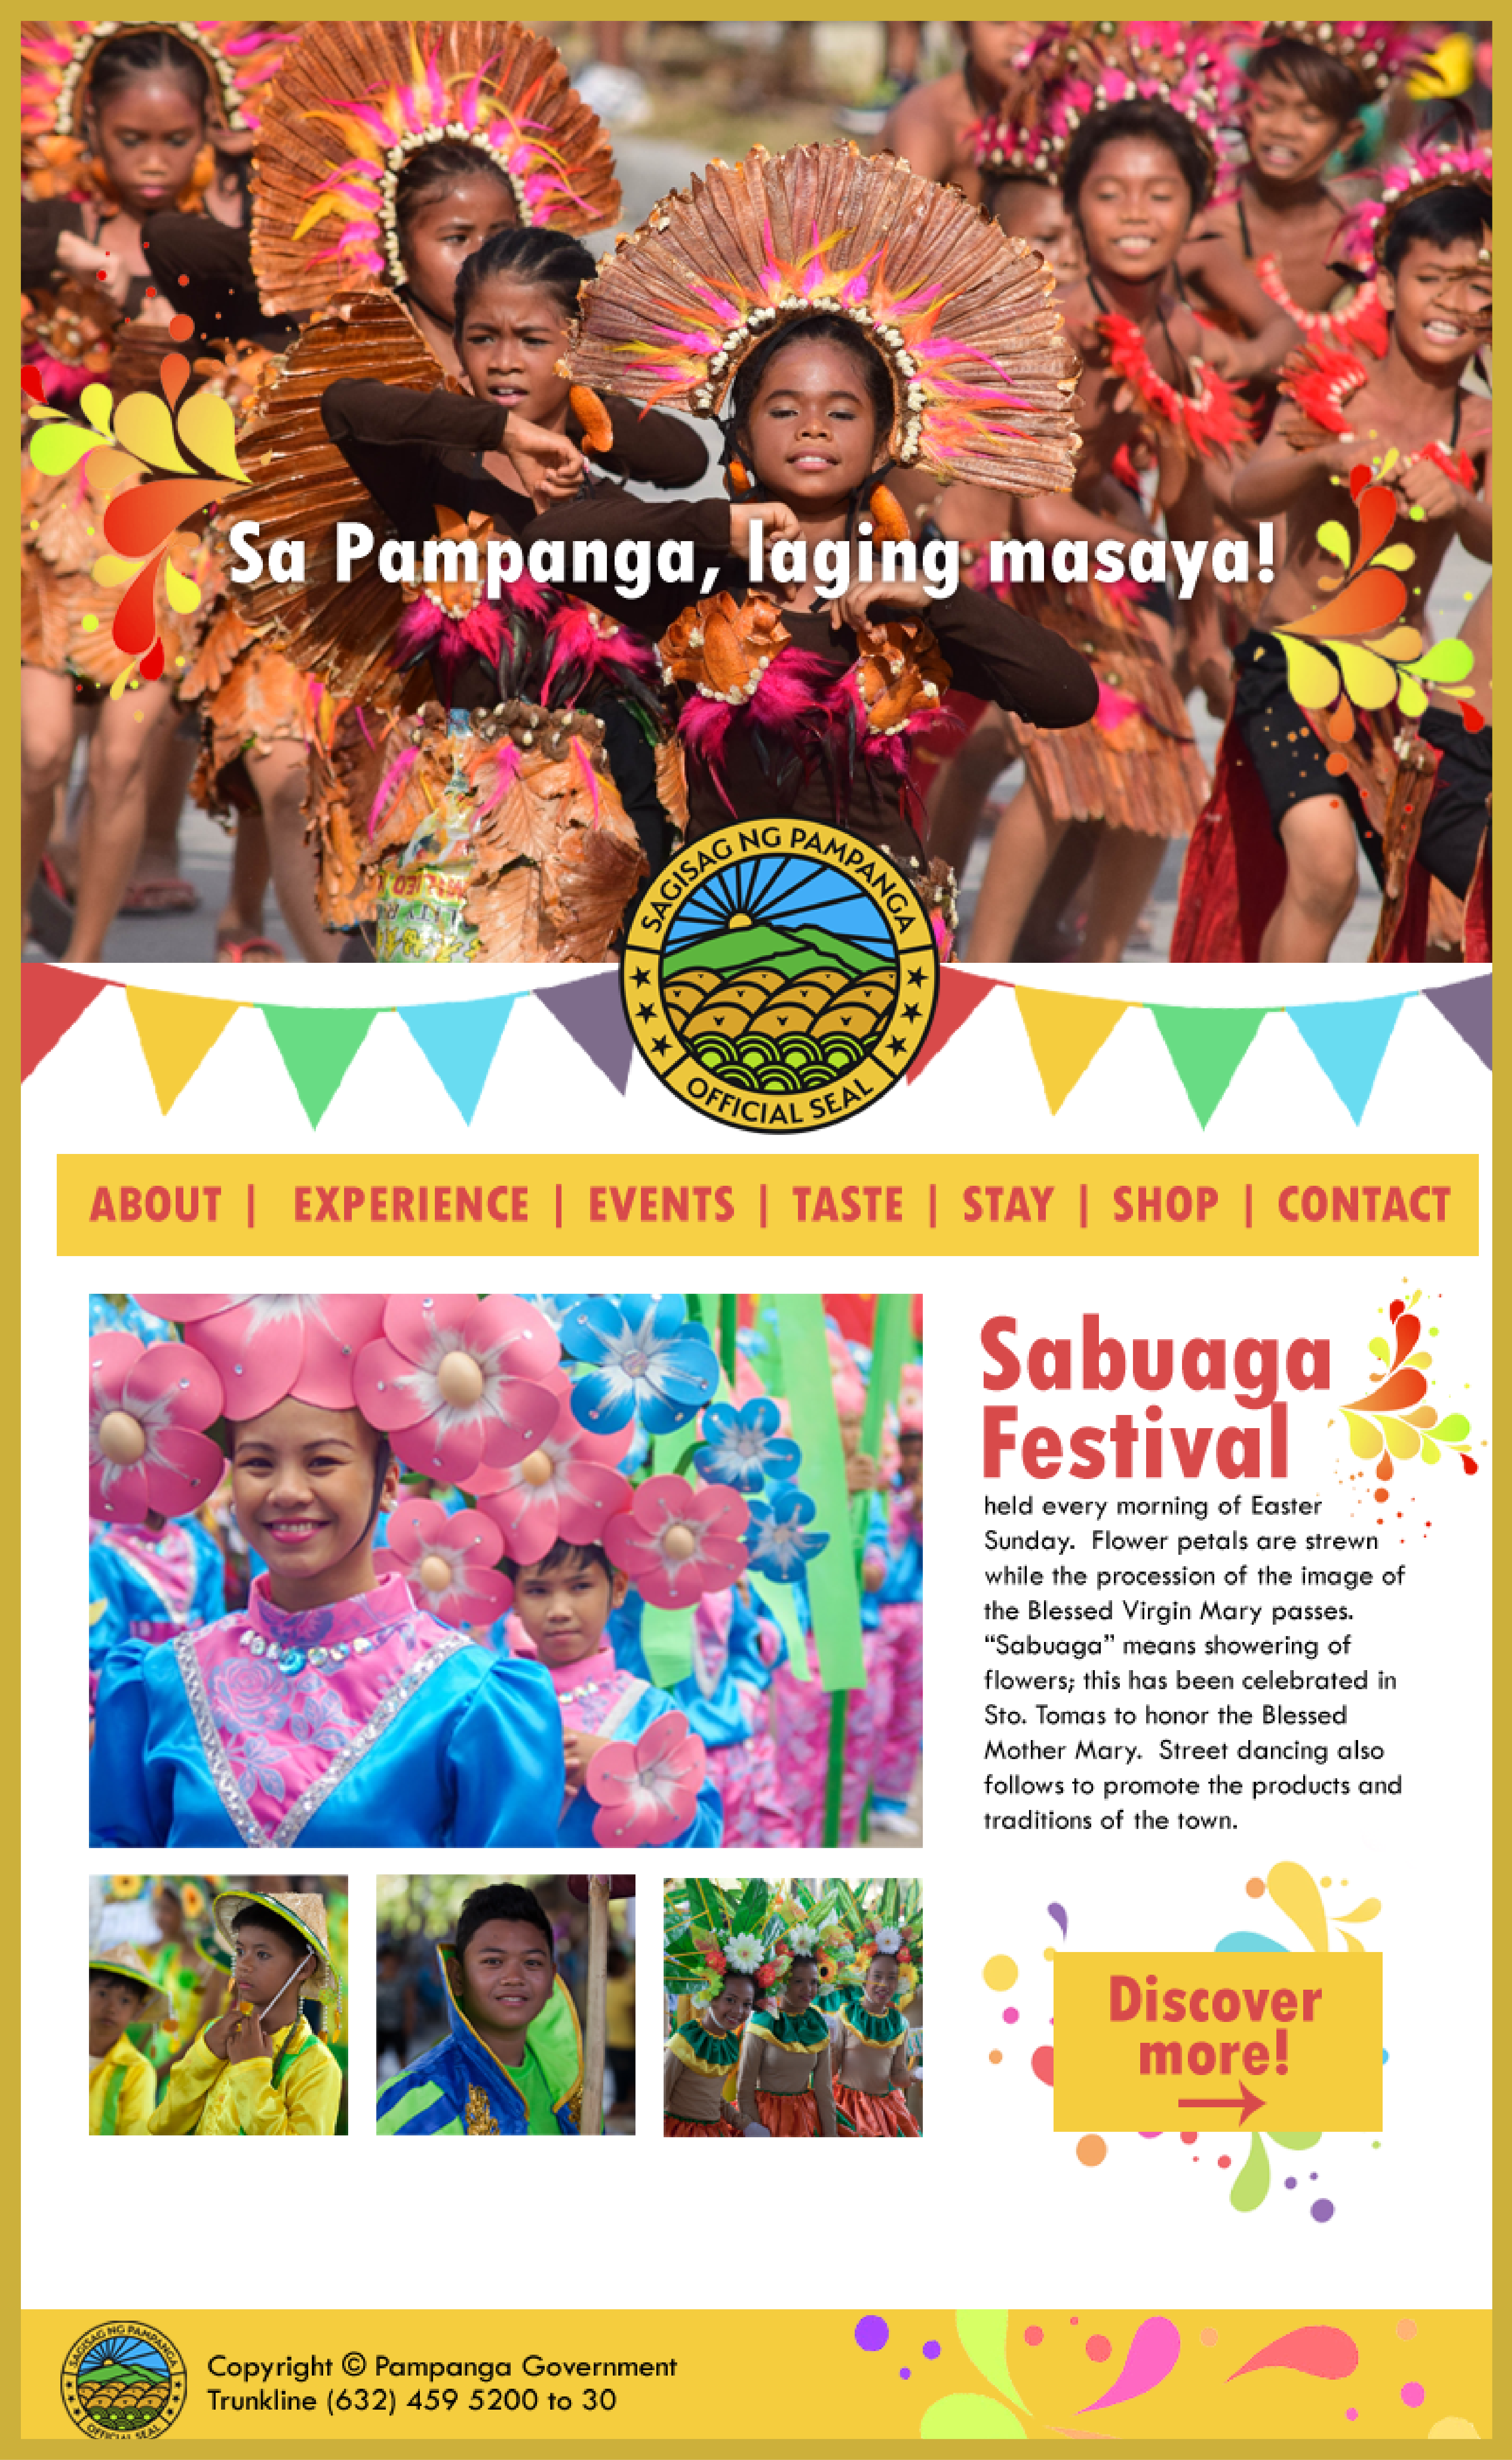 Sa Pampanga, laging masaya!
SAGISAG NG PAMPANGA
OFFICIAL SEAL
ABOUT | EXPERIENCE | EVENTS | TASTE | STAY | SHOP | CONTACT
Sabuaga
Festival
held every morning of Easter
Sunday. Flower petals are strewn
while the procession of the image of
the Blessed Virgin Mary passes.
“Sabuaga” means showering of
flowers; this has been celebrated in
Sto. Tomas to honor the Blessed
Mother Mary. Street dancing also
follows to promote the products and
traditions of the town.
Discover
more!
SAGISAG NG PAMPANGA
OFFICIAL SEAL
Copyright © Pampanga Government
Trunkline (632) 459 5200 to 30